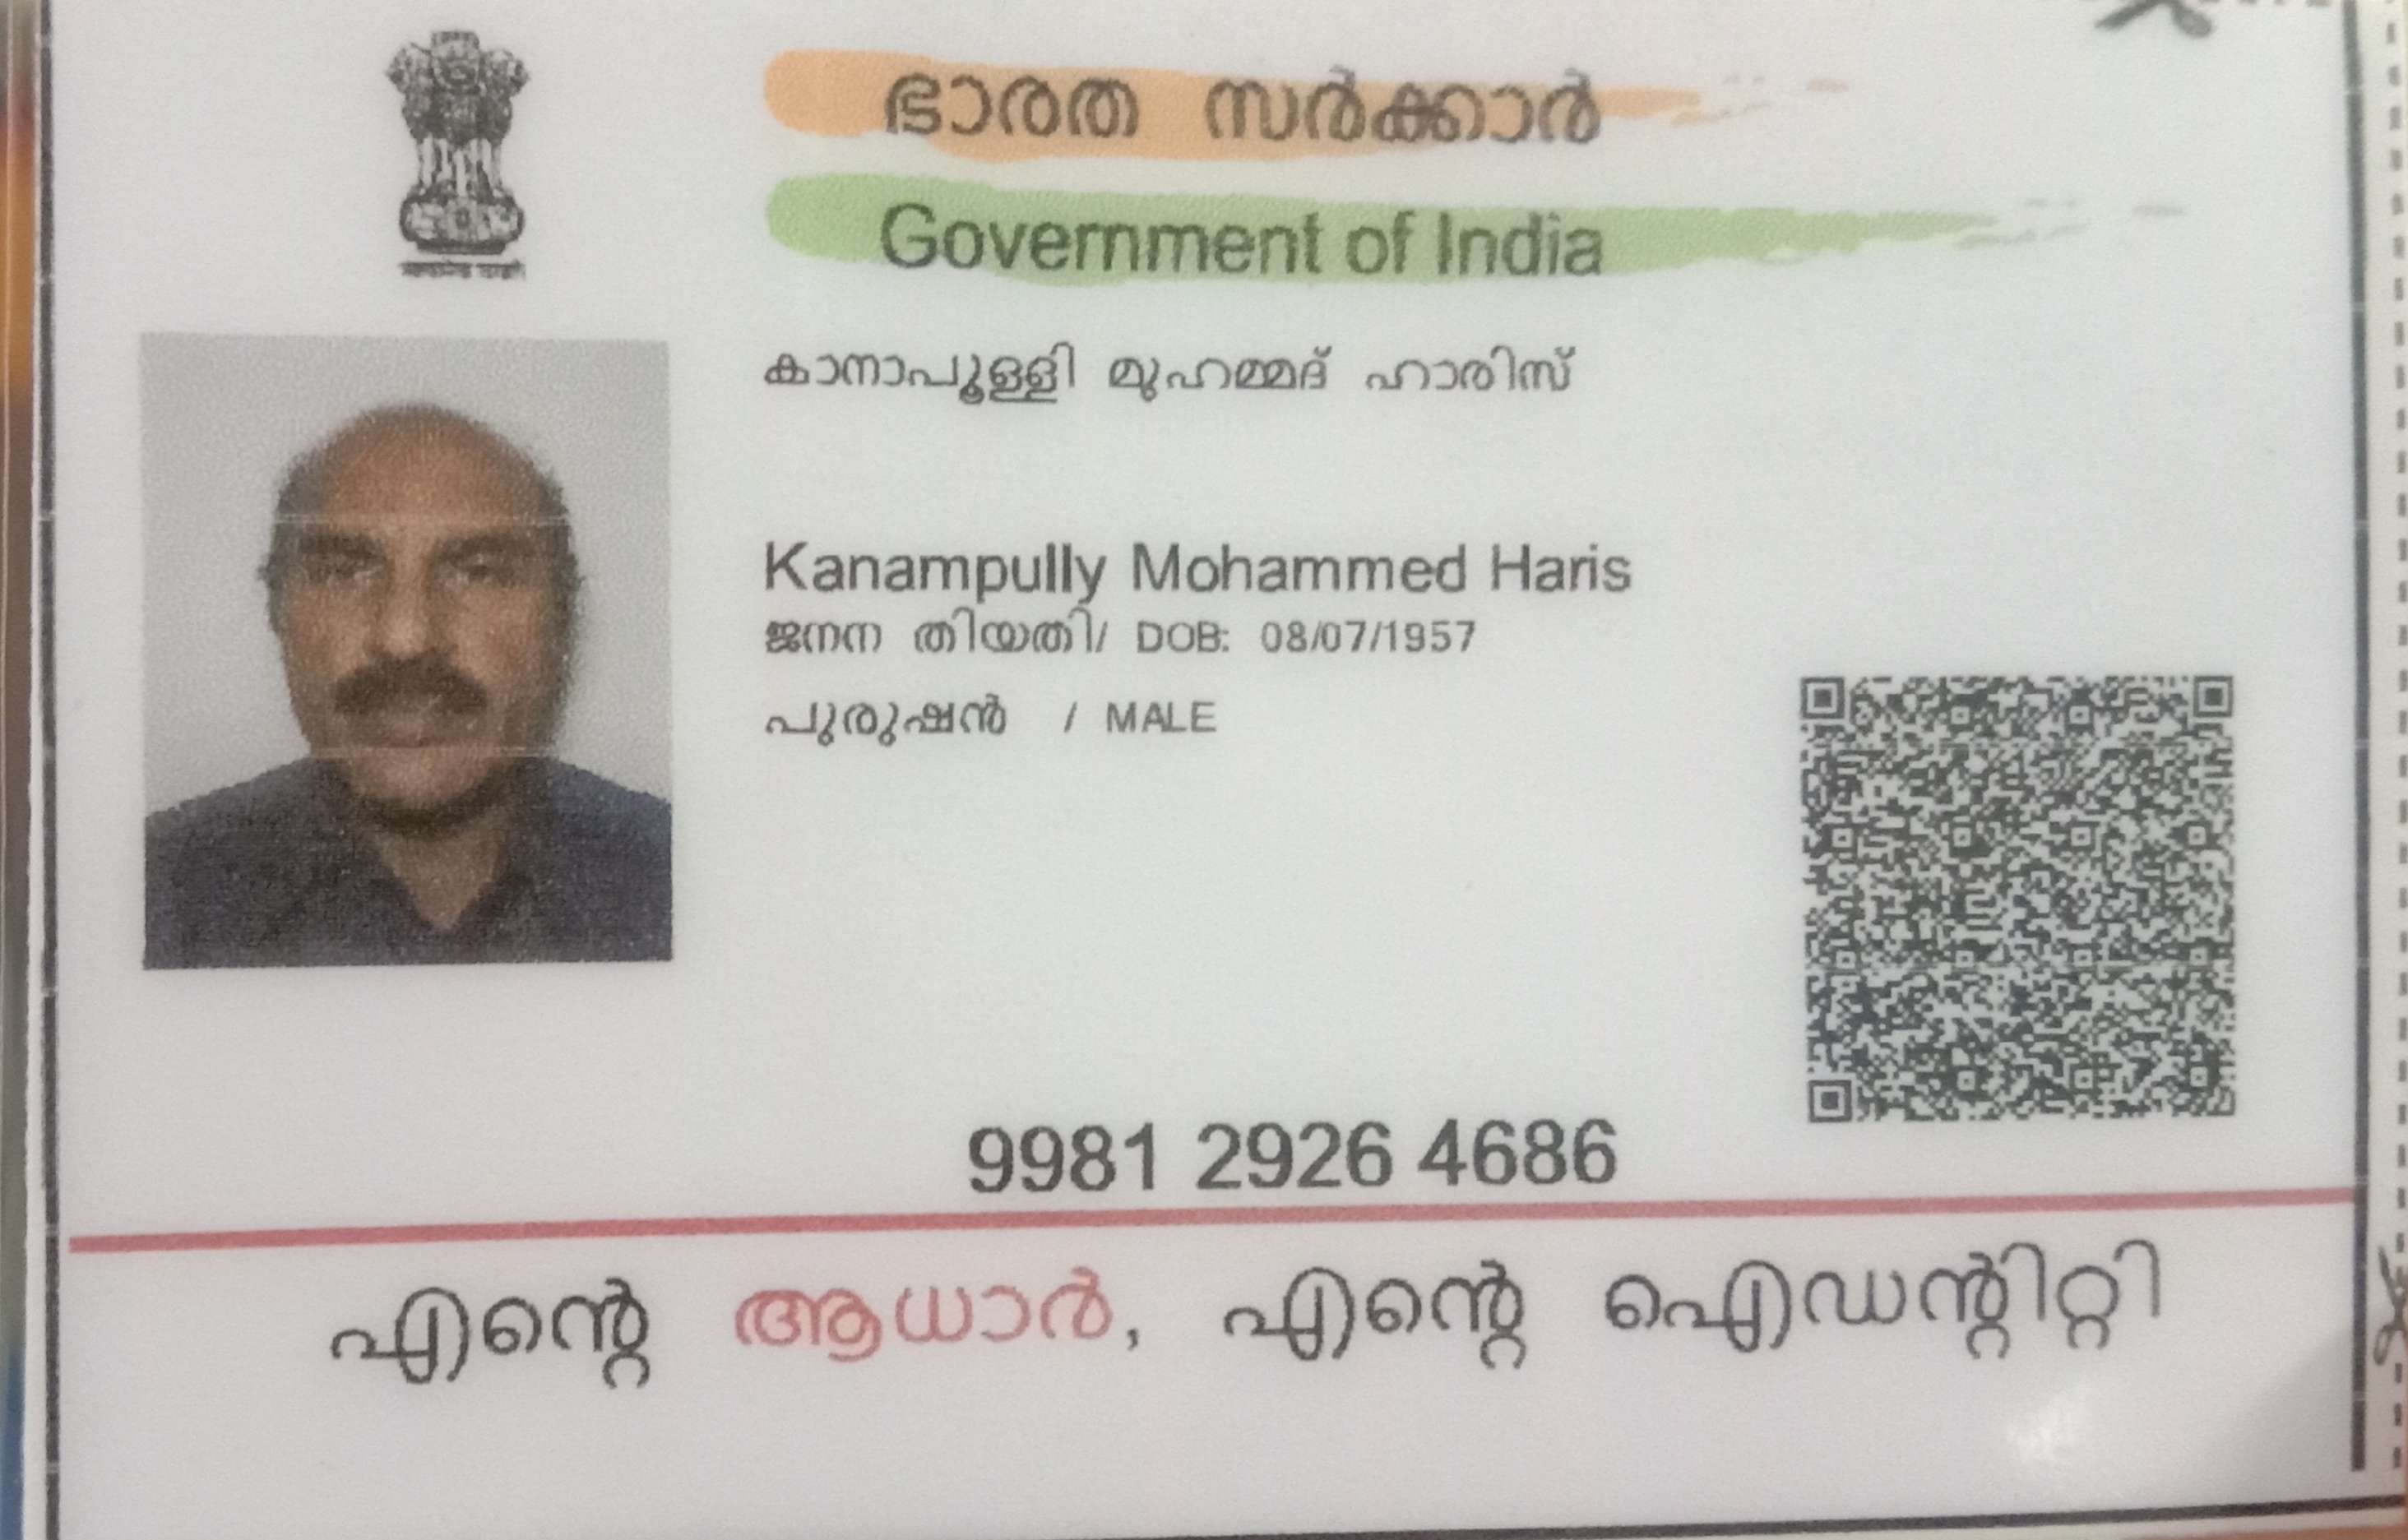 ഭാരത സർക്കാർ
Government of India
കാനാപൂള്ളി മുഹമ്മദ് ഹാരിസ്
Kanampully Mohammed Haris
ജനന തിയതി/ DOB: 08/07/1957
പുരുഷൻ / MALE
9981 2926 4686
എന്റെ ആധാർ, എന്റെ ഐഡന്റിറ്റി